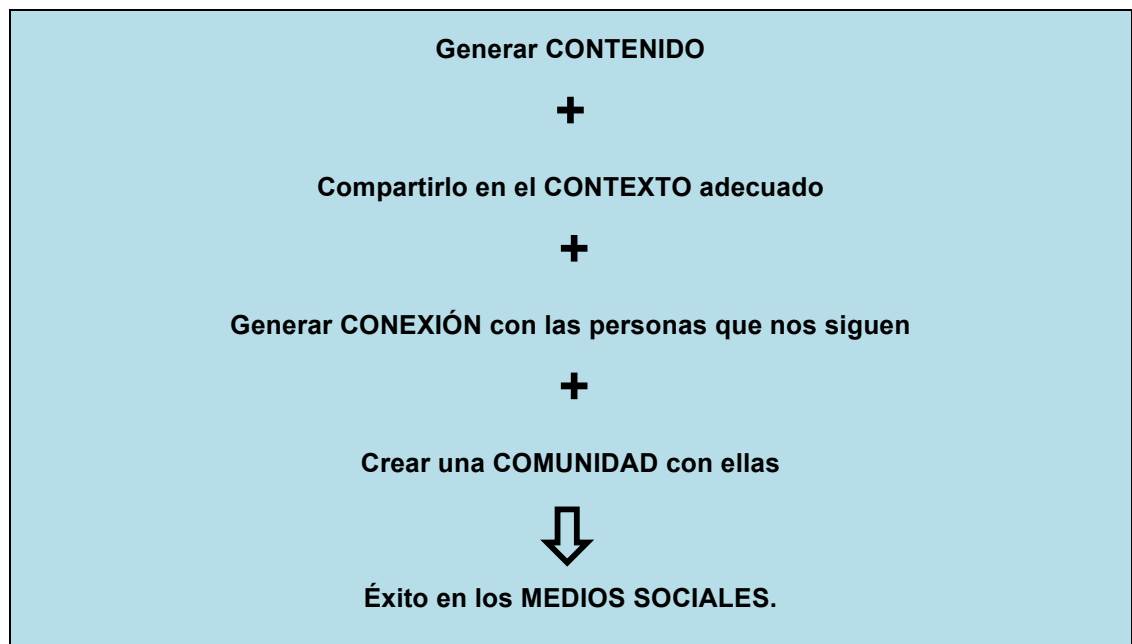 Generar CONTENIDO
+
Compartirlo en el CONTEXTO adecuado
+
Generar CONEXIÓN con las personas que nos siguen
+
Crear una COMUNIDAD con ellas
Éxito en los MEDIOS SOCIALES.